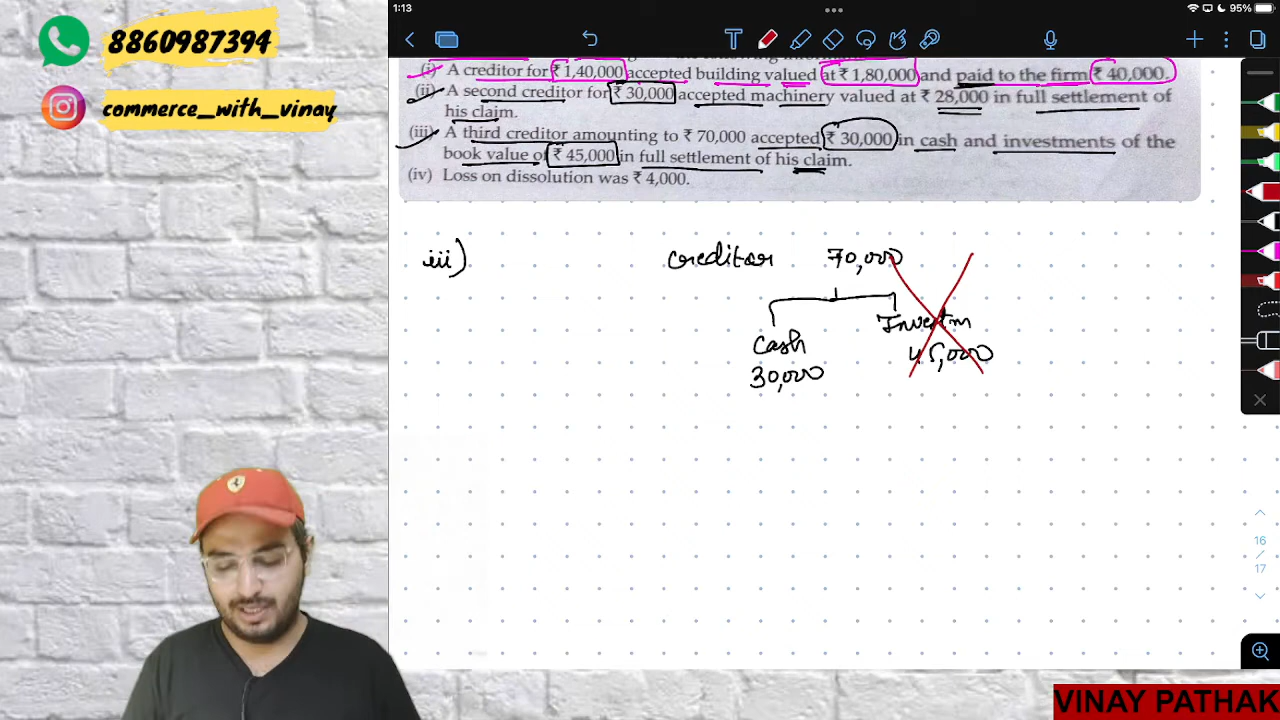 1:13
95%
8860987394
commerce_with_vinay
(i) A creditor for ₹ 1,40,000 accepted building valued at ₹ 1,80,000 and paid to the firm ₹ 40,000.
(ii) A second creditor for ₹ 30,000 accepted machinery valued at ₹ 28,000 in full settlement of
his claim.
(iii) A third creditor amounting to ₹ 70,000 accepted ₹ 30,000 in cash and investments of the
book value of ₹ 45,000 in full settlement of his claim.
(iv) Loss on dissolution was ₹ 4,000.
iii) creditor 70,000
Cash Investm
30,000 45,000
16
/
17
VINAY PATHAK